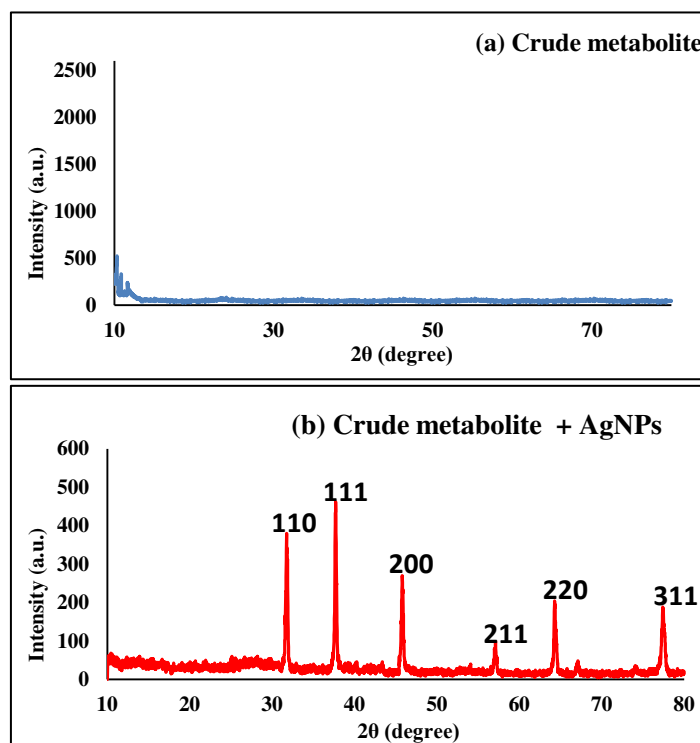 (a) Crude metabolite
2500
2000
1500
1000
500
0
Intensity (a.u.)
10 30 50 70
2θ (degree)
(b) Crude metabolite + AgNPs
600
500
400
300
200
100
0
Intensity (a.u.)
110
111
200
211
220
311
10 20 30 40 50 60 70 80
2θ (degree)